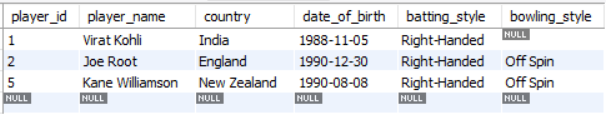 player_id player_name country date_of_birth batting_style bowling_style
1 Virat Kohli India 1988-11-05 Right-Handed NULL
2 Joe Root England 1990-12-30 Right-Handed Off Spin
5 Kane Williamson New Zealand 1990-08-08 Right-Handed Off Spin
NULL NULL NULL NULL NULL NULL